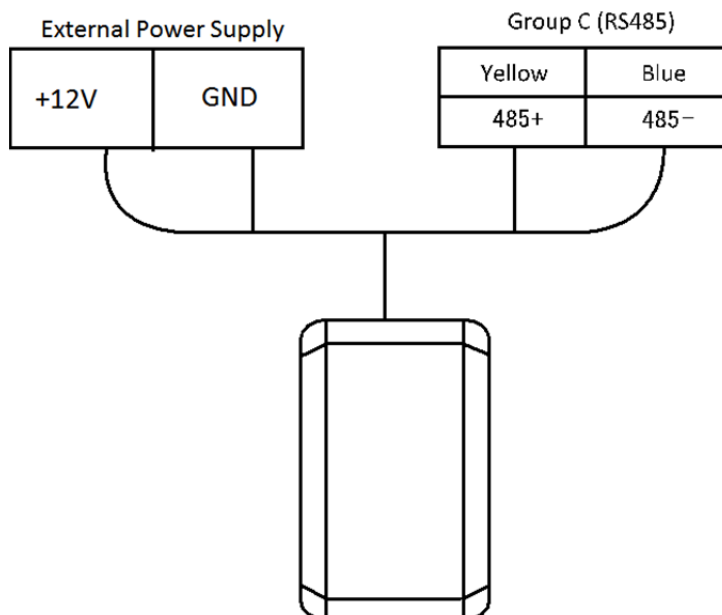 External Power Supply
+12V GND
Group C (RS485)
Yellow Blue
485+ 485−